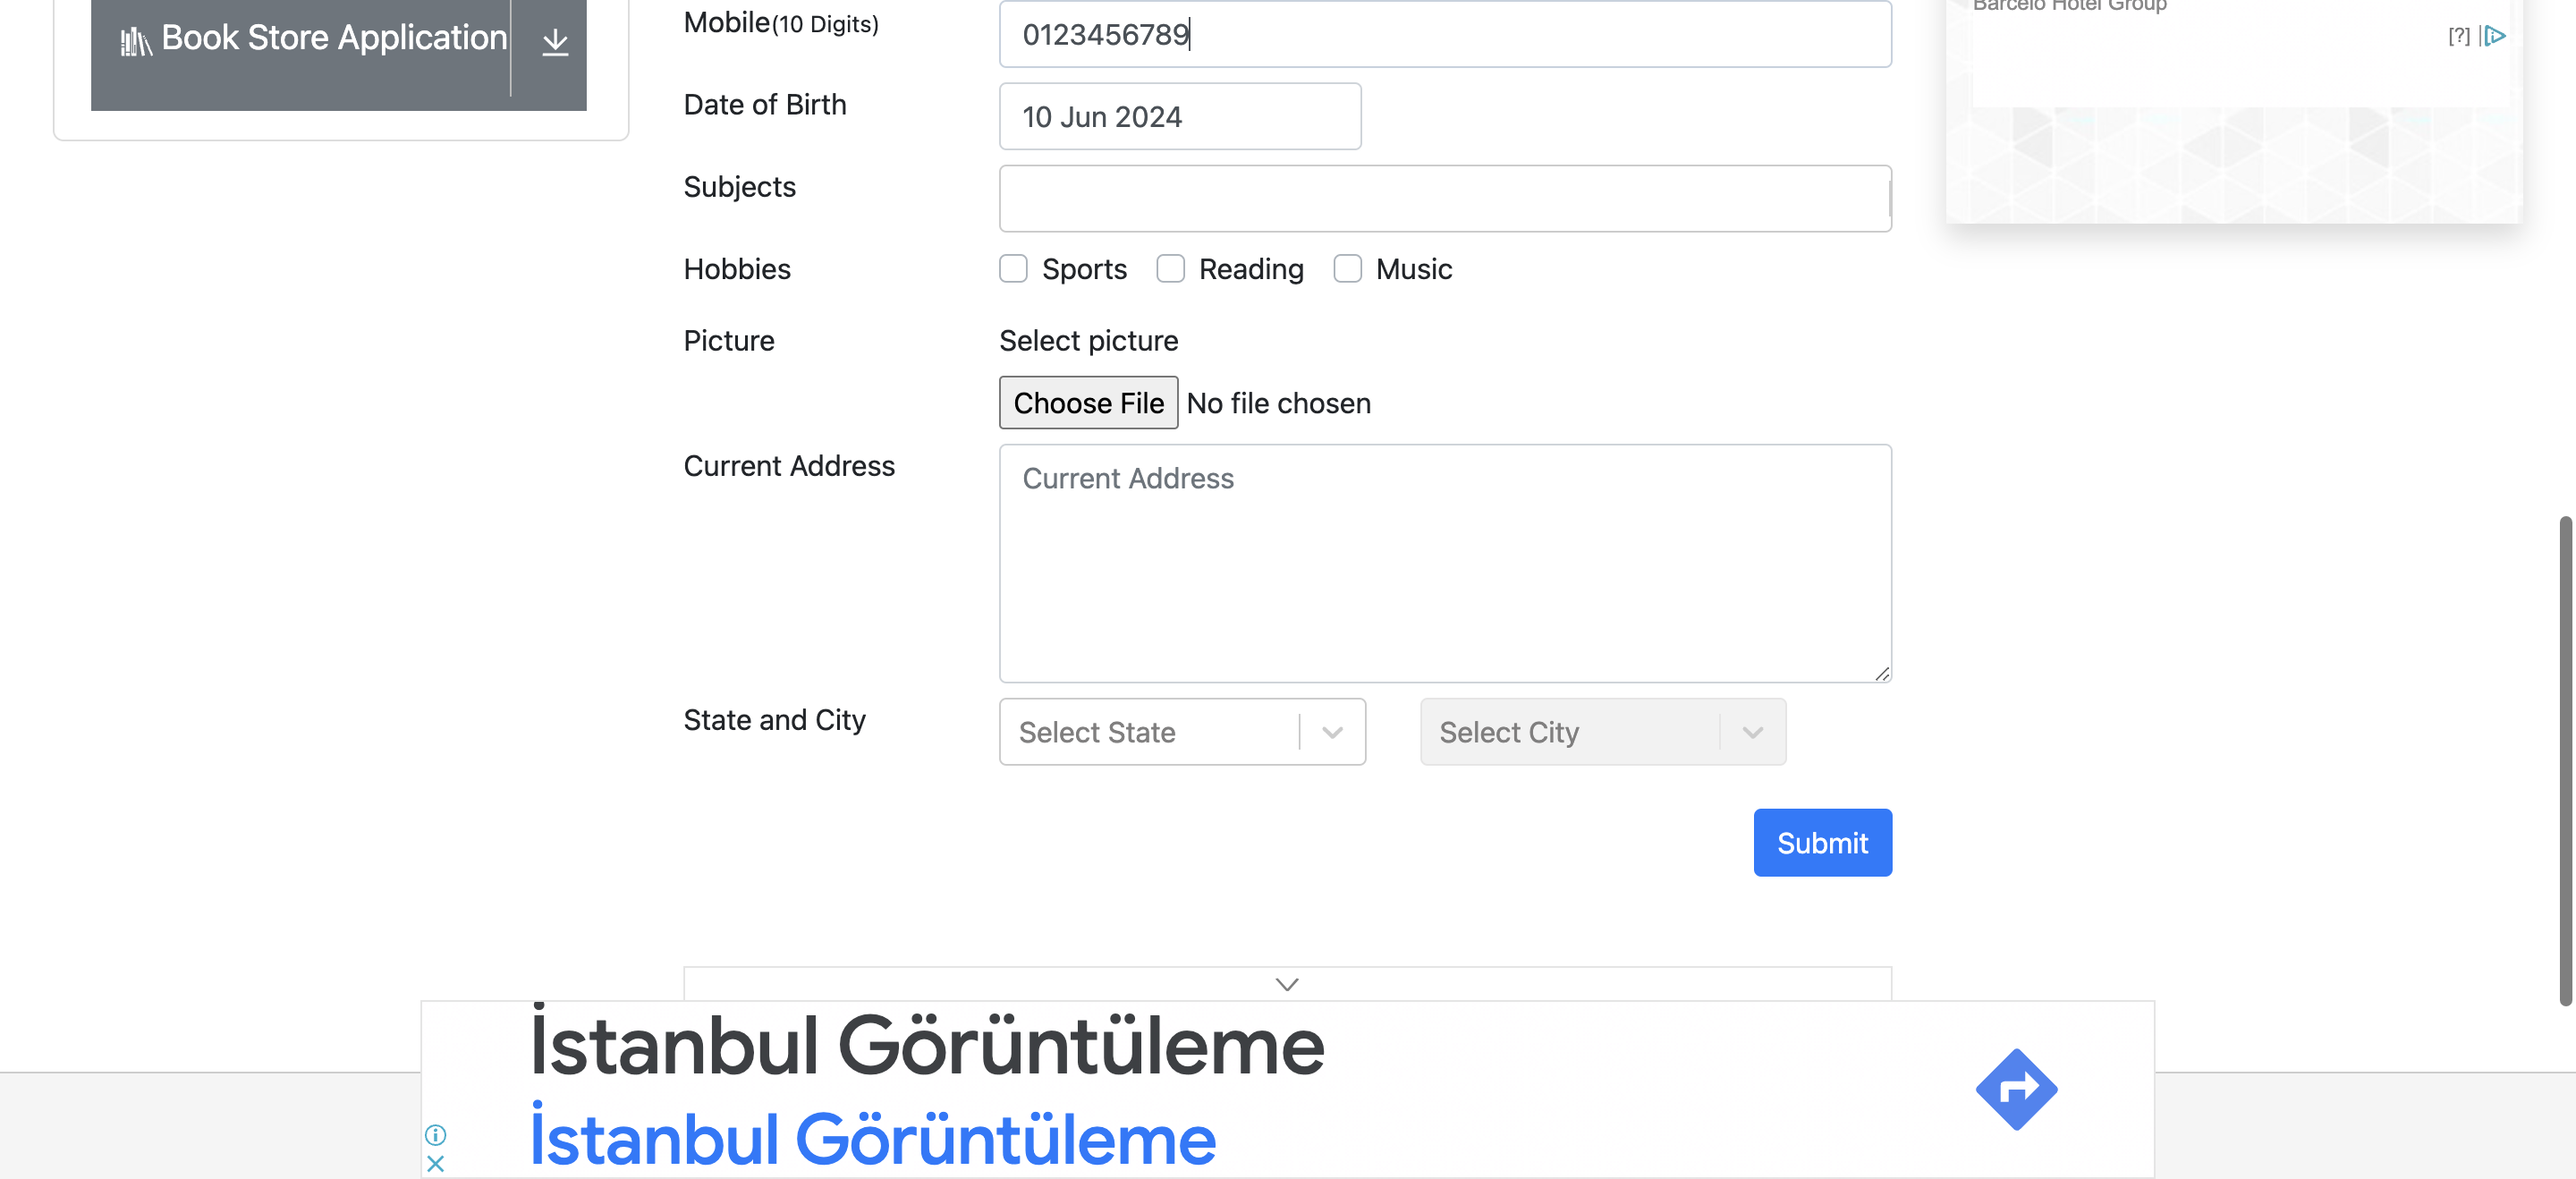 Book Store Application
Mobile(10 Digits)
0123456789
Date of Birth
10 Jun 2024
Subjects
Hobbies
Sports
Reading
Music
Picture
Select picture
Choose File No file chosen
Current Address
Current Address
State and City
Select State
Select City
Submit
Barceló Hotel Group
[?]
İstanbul Görüntüleme
İstanbul Görüntüleme